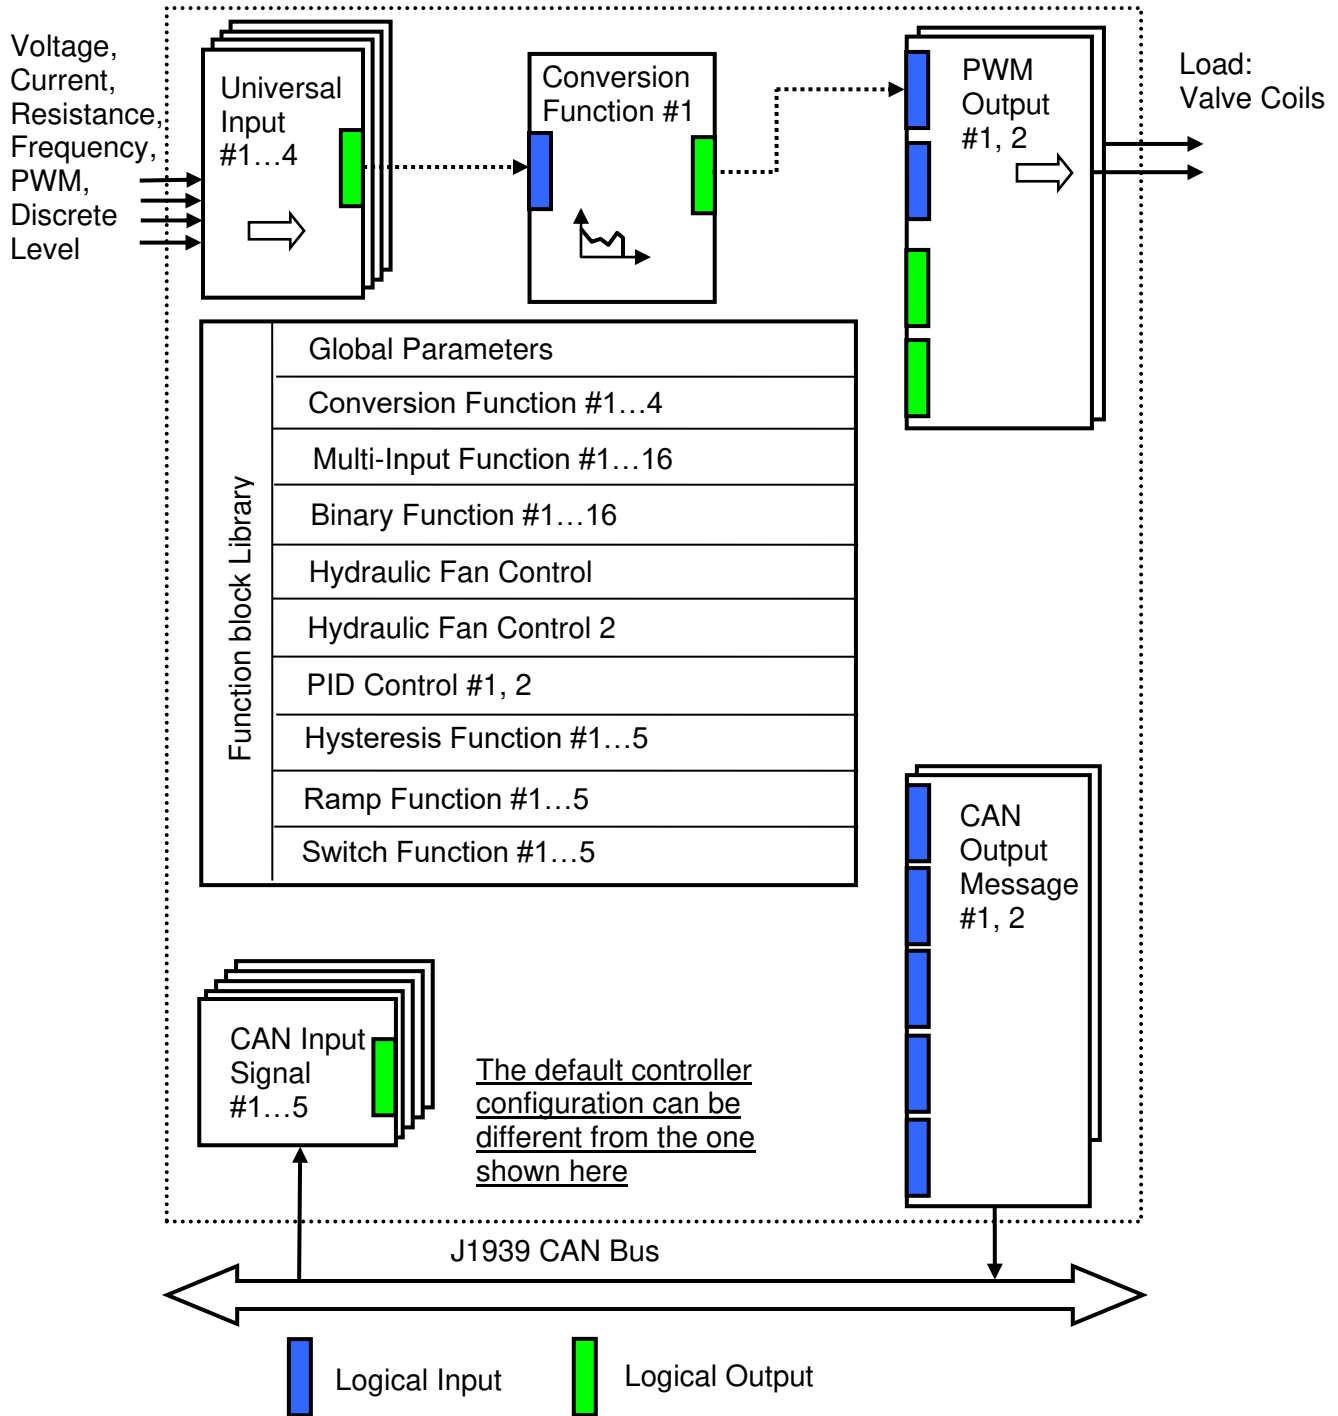 Voltage,
Current,
Resistance,
Frequency,
PWM,
Discrete
Level
Universal
Input
#1…4
Conversion
Function #1
PWM
Output
#1, 2
Load:
Valve Coils
Function block Library
Global Parameters
Conversion Function #1…4
Multi-Input Function #1…16
Binary Function #1…16
Hydraulic Fan Control
Hydraulic Fan Control 2
PID Control #1, 2
Hysteresis Function #1…5
Ramp Function #1…5
Switch Function #1…5
CAN
Output
Message
#1, 2
CAN Input
Signal
#1…5
The default controller
configuration can be
different from the one
shown here
J1939 CAN Bus
Logical Input
Logical Output